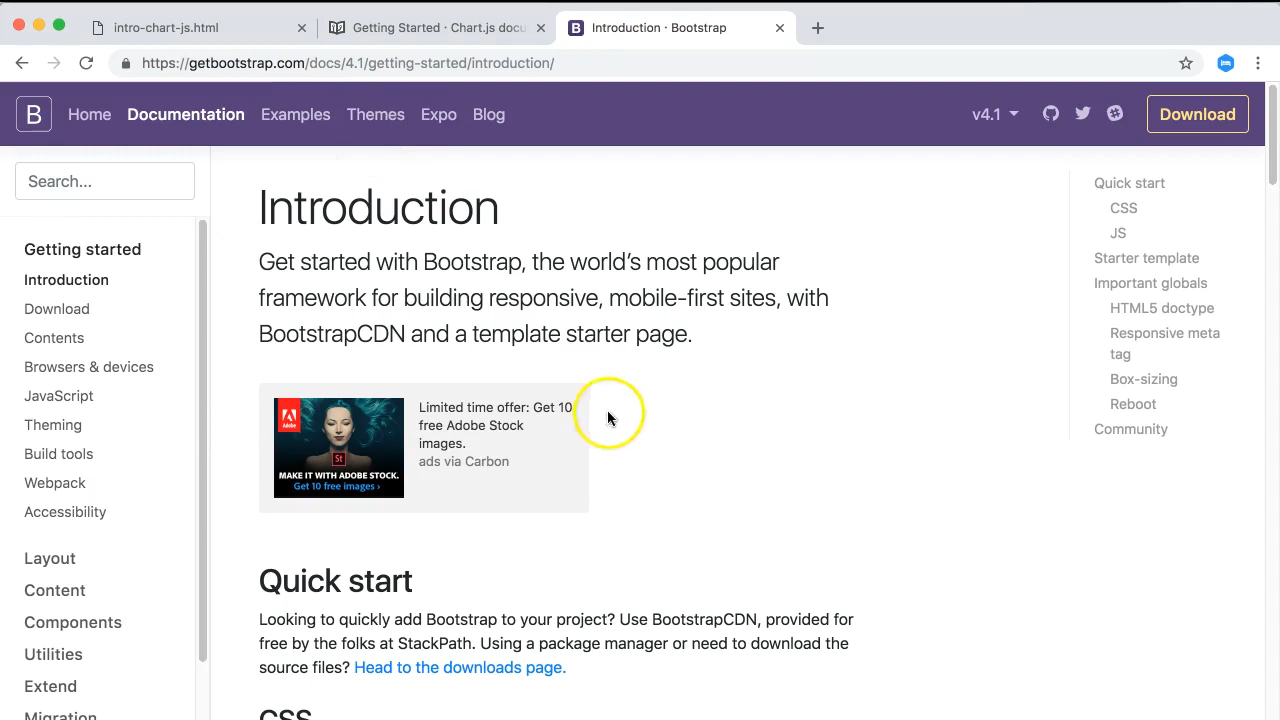 intro-chart-js.html
Getting Started · Chart.js docu
Introduction · Bootstrap
https://getbootstrap.com/docs/4.1/getting-started/introduction/
B Home Documentation Examples Themes Expo Blog v4.1 Download
Search...
Getting started
Introduction
Download
Contents
Browsers & devices
JavaScript
Theming
Build tools
Webpack
Accessibility
Layout
Content
Components
Utilities
Extend
Migration
Introduction
Get started with Bootstrap, the world’s most popular
framework for building responsive, mobile-first sites, with
BootstrapCDN and a template starter page.
Adobe
St
MAKE IT WITH ADOBE STOCK.
Get 10 free images ›
Limited time offer: Get 10
free Adobe Stock
images.
ads via Carbon
Quick start
Looking to quickly add Bootstrap to your project? Use BootstrapCDN, provided for
free by the folks at StackPath. Using a package manager or need to download the
source files? Head to the downloads page.
CSS
Quick start
CSS
JS
Starter template
Important globals
HTML5 doctype
Responsive meta
tag
Box-sizing
Reboot
Community